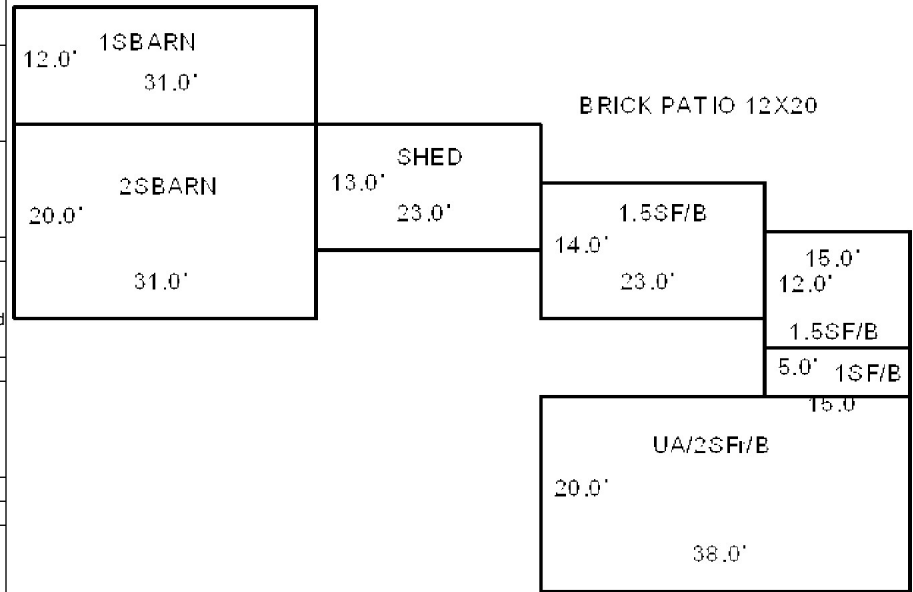 1SBARN
12.0'
31.0'
BRICK PATIO 12X20
SHED
13.0'
23.0'
2SBARN
20.0'
31.0'
1.5SF/B
14.0'
23.0'
15.0'
12.0'
1.5SF/B
5.0' 1SF/B
15.0
UA/2SFr/B
20.0'
38.0'